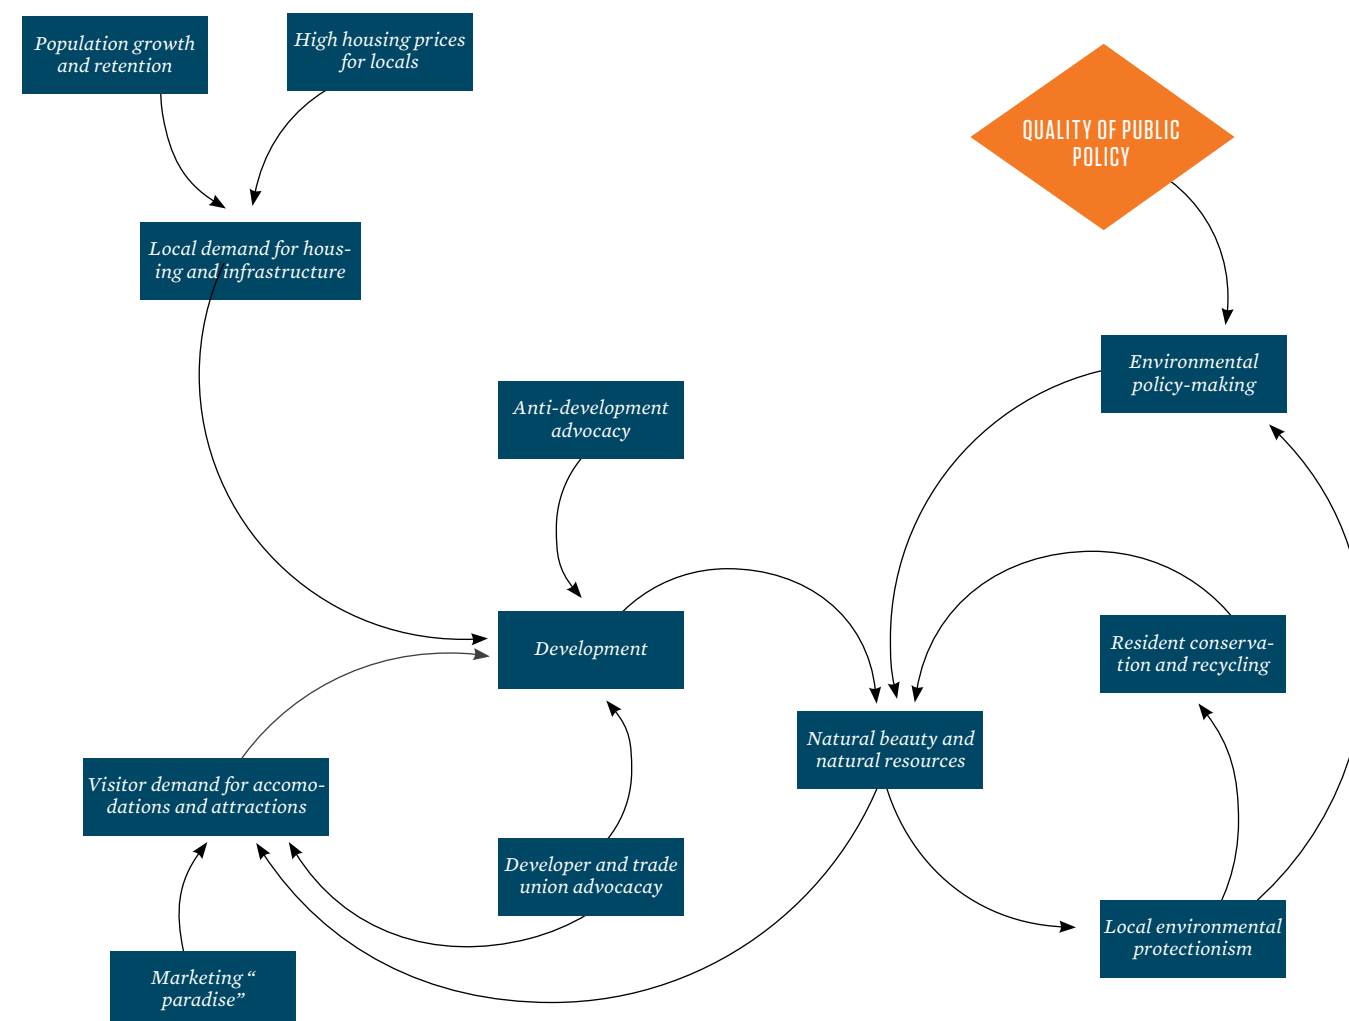 Population growth
and retention
High housing prices
for locals
QUALITY OF PUBLIC
POLICY
Local demand for hous-
ing and infrastructure
Environmental
policy-making
Anti-development
advocacy
Development
Resident conserva-
tion and recycling
Natural beauty and
natural resources
Visitor demand for accomo-
dations and attractions
Developer and trade
union advocacay
Local environmental
protectionism
Marketing “
paradise”